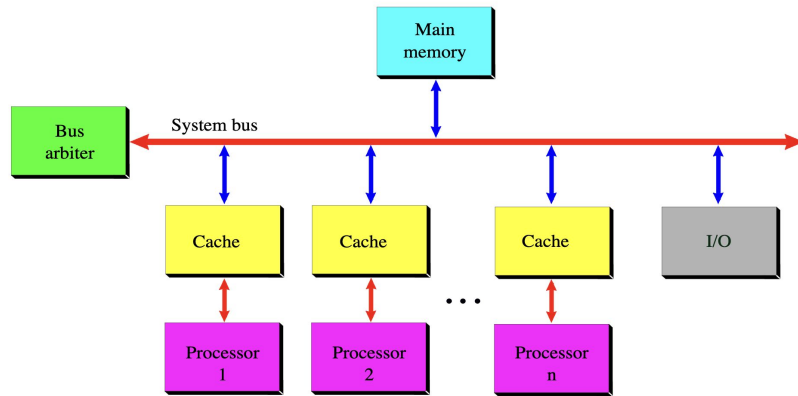 Main
memory
System bus
Bus
arbiter
Cache
Cache
Cache
I/O
...
Processor
1
Processor
2
Processor
n